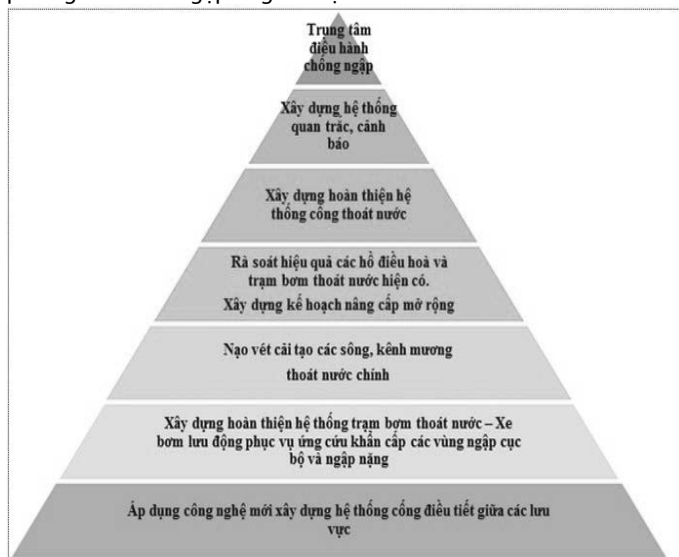 Trung tâm
điều hành
chống ngập
Xây dựng hệ thống
quan trắc, cảnh
báo
Xây dựng hoàn thiện hệ
thống cống thoát nước
Rà soát hiệu quả các hồ điều hoà và
trạm bơm thoát nước hiện có.
Xây dựng kế hoạch nâng cấp mở rộng
Nạo vét cải tạo các sông, kênh mương
thoát nước chính
Xây dựng hoàn thiện hệ thống trạm bơm thoát nước – Xe
bơm lưu động phục vụ ứng cứu khẩn cấp các vùng ngập cục
bộ và ngập nặng
Áp dụng công nghệ mới xây dựng hệ thống cống điều tiết giữa các lưu
vực